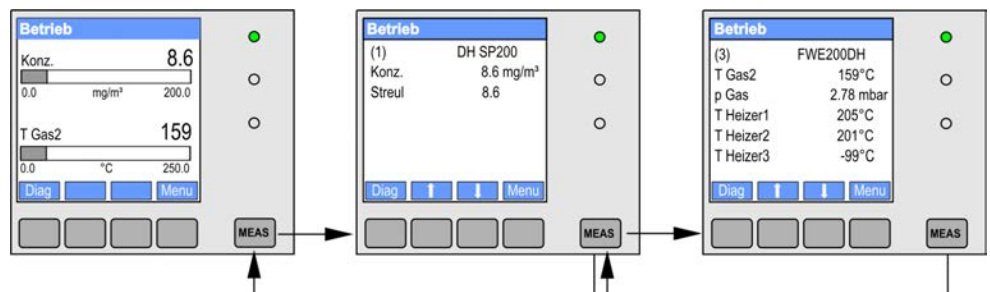 Betrieb
Konz. 8.6
0.0 mg/m³ 200.0
T Gas2 159
0.0 °C 250.0
Diag Menu
MEAS
Betrieb
(1) DH SP200
Konz. 8.6 mg/m³
Streul 8.6
Diag Menu
MEAS
Betrieb
(3) FWE200DH
T Gas2 159°C
p Gas 2.78 mbar
T Heizer1 205°C
T Heizer2 201°C
T Heizer3 -99°C
Diag Menu
MEAS